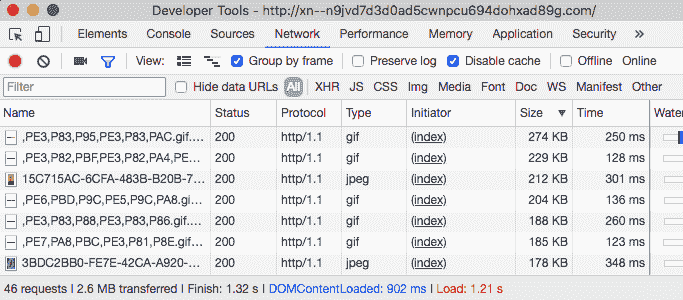 Developer Tools - http://xn--n9jvd7d3d0ad5cwnpcu694dohxad89g.com/
Elements Console Sources Network Performance Memory Application Security
View: Group by frame Preserve log Disable cache Offline Online
Filter Hide data URLs All XHR JS CSS Img Media Font Doc WS Manifest Other
Name Status Protocol Type Initiator Size ▼ Time Water
,PE3,P83,P95,PE3,P83,PAC.gif.... 200 http/1.1 gif (index) 274 KB 250 ms
,PE3,P82,PBF,PE3,P82,PA4,PE... 200 http/1.1 gif (index) 229 KB 128 ms
15C715AC-6CFA-483B-B20B-7... 200 http/1.1 jpeg (index) 212 KB 301 ms
,PE6,PBD,P9C,PE5,P9C,PA8.g... 200 http/1.1 gif (index) 204 KB 136 ms
,PE3,P83,P88,PE3,P83,P86.gif.... 200 http/1.1 gif (index) 188 KB 260 ms
,PE7,PA8,PBC,PE3,P81,P8E.gif.... 200 http/1.1 gif (index) 185 KB 123 ms
3BDC2BB0-FE7E-42CA-A920-... 200 http/1.1 jpeg (index) 178 KB 348 ms
46 requests | 2.6 MB transferred | Finish: 1.32 s | DOMContentLoaded: 902 ms | Load: 1.21 s